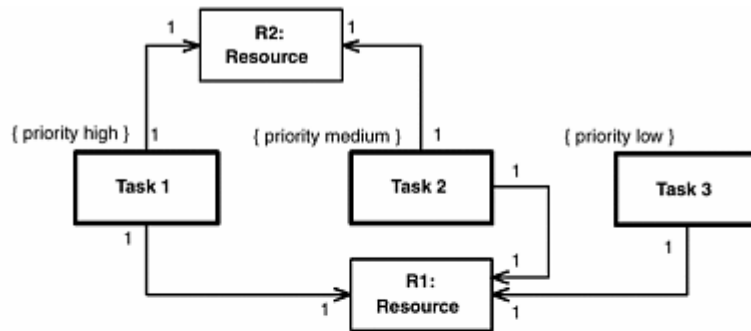 1
R2:
Resource
1
{ priority high }
1
{ priority medium }
1
{ priority low }
Task 1
Task 2
1
Task 3
1
1
1
R1:
Resource
1
1
1